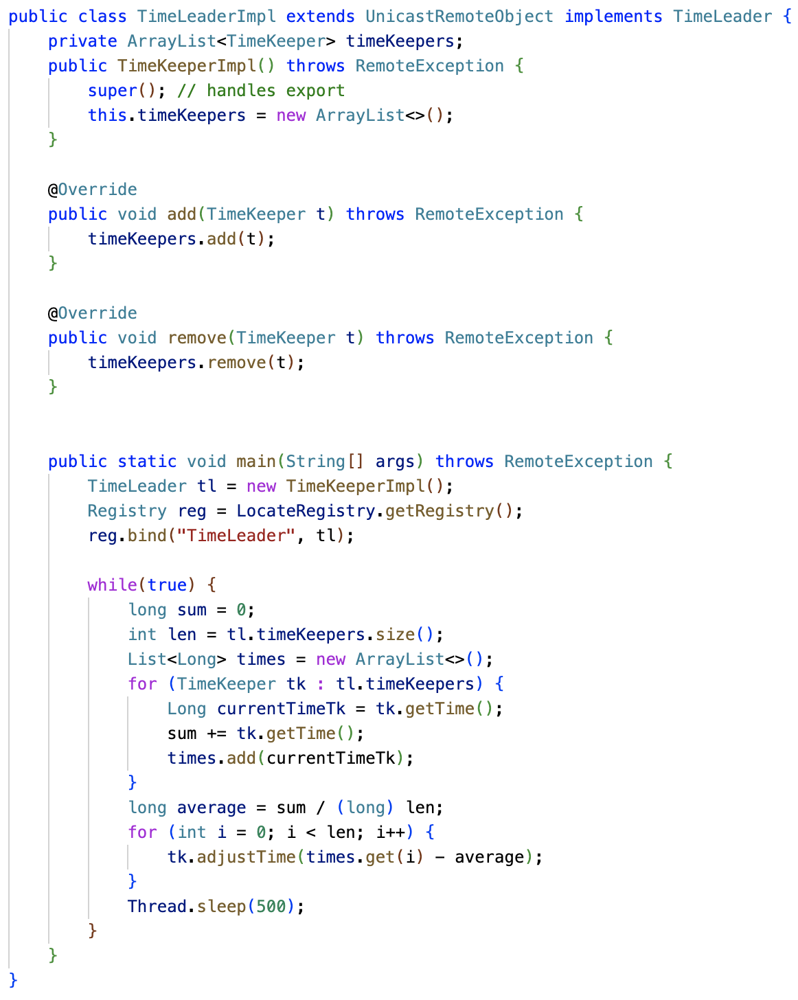 public class TimeLeaderImpl extends UnicastRemoteObject implements TimeLeader {
    private ArrayList<TimeKeeper> timeKeepers;
    public TimeKeeperImpl() throws RemoteException {
        super(); // handles export
        this.timeKeepers = new ArrayList<>();
    }

    @Override
    public void add(TimeKeeper t) throws RemoteException {
        timeKeepers.add(t);
    }

    @Override
    public void remove(TimeKeeper t) throws RemoteException {
        timeKeepers.remove(t);
    }


    public static void main(String[] args) throws RemoteException {
        TimeLeader tl = new TimeKeeperImpl();
        Registry reg = LocateRegistry.getRegistry();
        reg.bind("TimeLeader", tl);

        while(true) {
            long sum = 0;
            int len = tl.timeKeepers.size();
            List<Long> times = new ArrayList<>();
            for (TimeKeeper tk : tl.timeKeepers) {
                Long currentTimeTk = tk.getTime();
                sum += tk.getTime();
                times.add(currentTimeTk);
            }
            long average = sum / (long) len;
            for (int i = 0; i < len; i++) {
                tk.adjustTime(times.get(i) - average);
            }
            Thread.sleep(500);
        }
    }
}